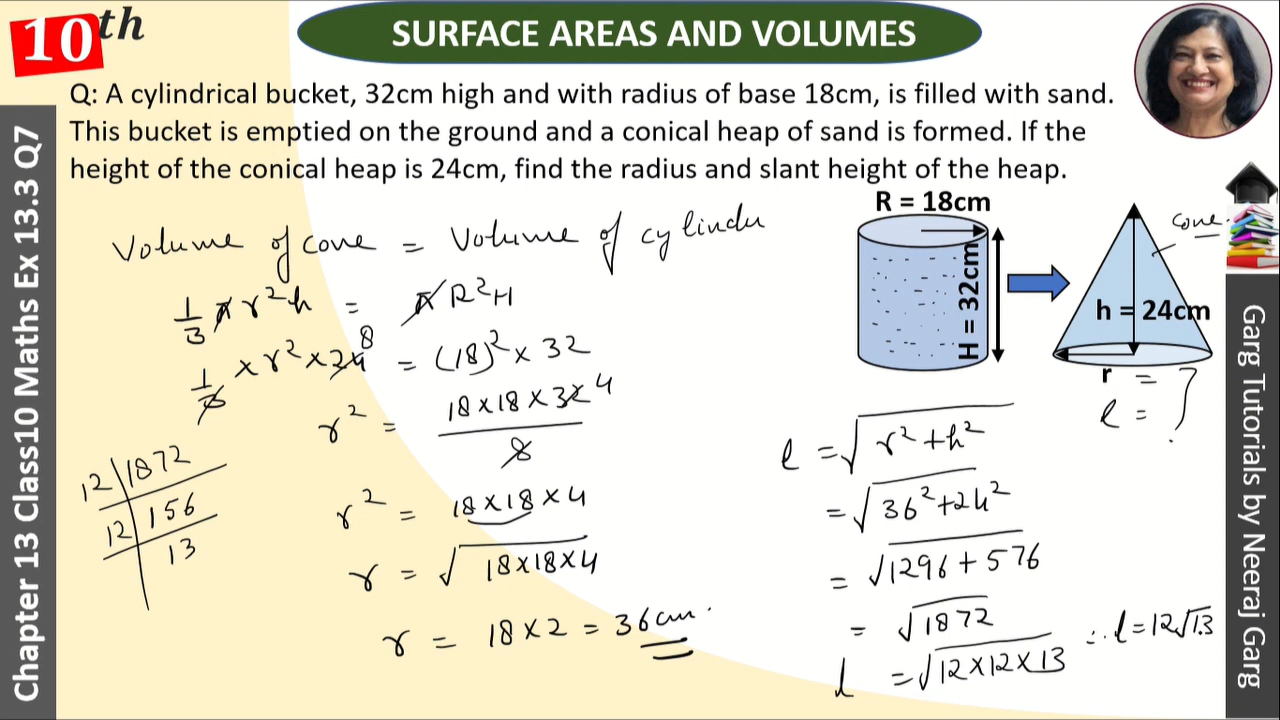 10th
SURFACE AREAS AND VOLUMES
Q: A cylindrical bucket, 32cm high and with radius of base 18cm, is filled with sand.
This bucket is emptied on the ground and a conical heap of sand is formed. If the
height of the conical heap is 24cm, find the radius and slant height of the heap.
Chapter 13 Class10 Maths Ex 13.3 Q7
Garg Tutorials by Neeraj Garg
R = 18cm
H = 32cm
cone
h = 24cm
r = ?
l =
Volume of cone = Volume of cylinder
1/3 π r²h = π R²H
1/3 × r² × 24 8 = (18)² × 32
r² = 18×18×32 4 / 8
r² = 18×18×4
r = √18×18×4
r = 18×2 = 36cm.
12 | 1872
12 | 156
13
l = √r²+h²
= √36²+24²
= √1296+576
= √1872
l = √12×12×13
∴ l=12√13